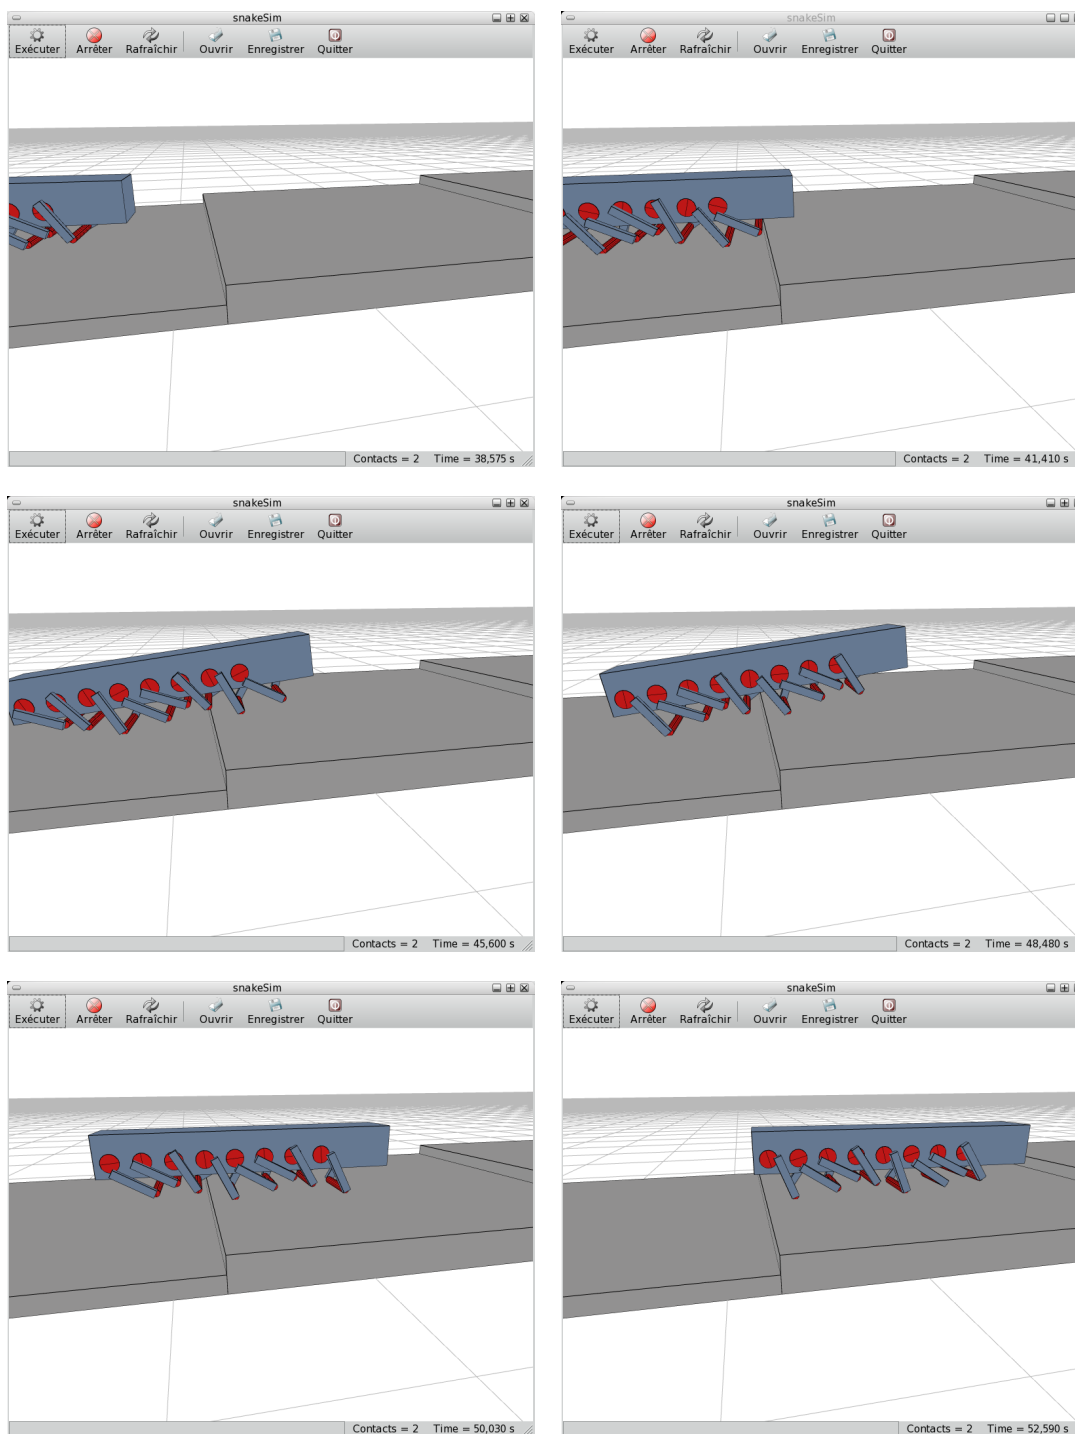 snakeSim
Exécuter Arrêter Rafraîchir Ouvrir Enregistrer Quitter
Contacts = 2 Time = 38,575 s
snakeSim
Exécuter Arrêter Rafraîchir Ouvrir Enregistrer Quitter
Contacts = 2 Time = 41,410 s
snakeSim
Exécuter Arrêter Rafraîchir Ouvrir Enregistrer Quitter
Contacts = 2 Time = 45,600 s
snakeSim
Exécuter Arrêter Rafraîchir Ouvrir Enregistrer Quitter
Contacts = 2 Time = 48,480 s
snakeSim
Exécuter Arrêter Rafraîchir Ouvrir Enregistrer Quitter
Contacts = 2 Time = 50,030 s
snakeSim
Exécuter Arrêter Rafraîchir Ouvrir Enregistrer Quitter
Contacts = 2 Time = 52,590 s